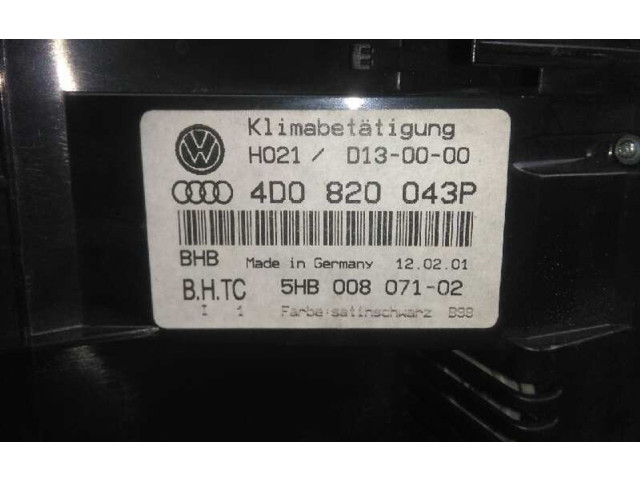 Klimabetätigung
H021 / D13-00-00
4D0 820 043P
BHB Made in Germany 12.02.01
B.H.TC 5HB 008 071-02
I 1 Farbe:satinschwarz B98